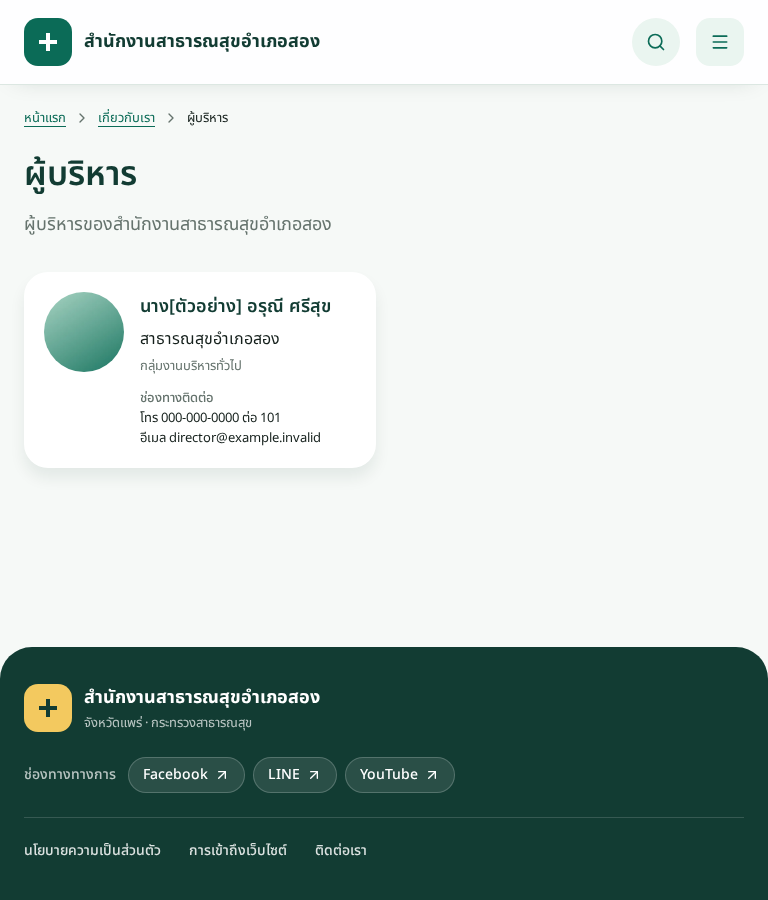 สำนักงานสาธารณสุขอำเภอสอง
หน้าแรก
เกี่ยวกับเรา
ผู้บริหาร
ผู้บริหาร
ผู้บริหารของสำนักงานสาธารณสุขอำเภอสอง
นาง[ตัวอย่าง] อรุณี ศรีสุข
สาธารณสุขอำเภอสอง
กลุ่มงานบริหารทั่วไป
ช่องทางติดต่อ
โทร 000-000-0000 ต่อ 101
อีเมล director@example.invalid
สำนักงานสาธารณสุขอำเภอสอง
จังหวัดแพร่ · กระทรวงสาธารณสุข
ช่องทางทางการ
Facebook
LINE
YouTube
นโยบายความเป็นส่วนตัว
การเข้าถึงเว็บไซต์
ติดต่อเรา